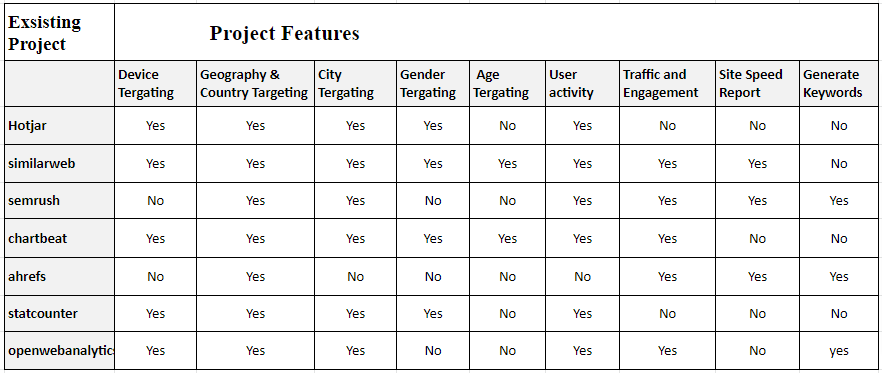 Exsisting Project Project Features
Device Tergating Geography & Country Targeting City Tergating Gender Tergating Age Tergating User activity Traffic and Engagement Site Speed Report Generate Keywords
Hotjar Yes Yes Yes Yes No Yes No No No
similarweb Yes Yes Yes Yes Yes Yes Yes Yes No
semrush No Yes Yes No No Yes Yes Yes Yes
chartbeat Yes Yes Yes Yes Yes Yes Yes No No
ahrefs No Yes No No No No Yes Yes Yes
statcounter Yes Yes Yes Yes No Yes No No No
openwebanalytics Yes Yes Yes No No Yes Yes No yes